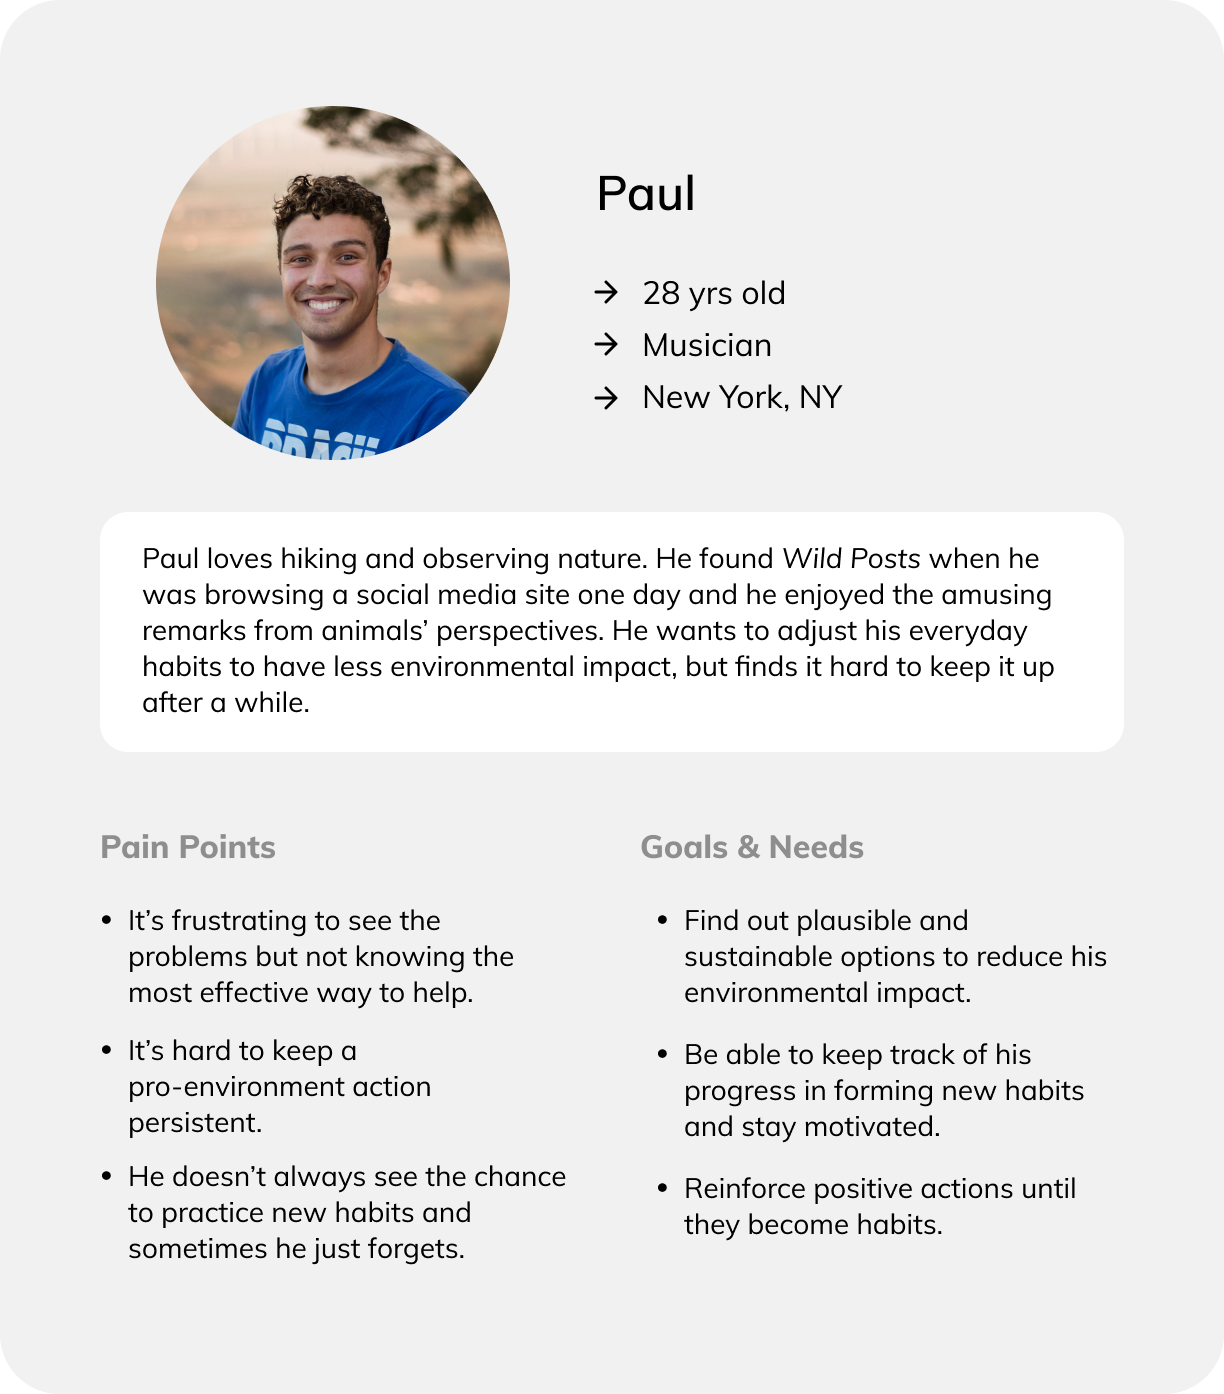 Paul
→ 28 yrs old
→ Musician
→ New York, NY
Paul loves hiking and observing nature. He found Wild Posts when he
was browsing a social media site one day and he enjoyed the amusing
remarks from animals’ perspectives. He wants to adjust his everyday
habits to have less environmental impact, but finds it hard to keep it up
after a while.
Pain Points
• It’s frustrating to see the
problems but not knowing the
most effective way to help.
• It’s hard to keep a
pro-environment action
persistent.
• He doesn’t always see the chance
to practice new habits and
sometimes he just forgets.
Goals & Needs
• Find out plausible and
sustainable options to reduce his
environmental impact.
• Be able to keep track of his
progress in forming new habits
and stay motivated.
• Reinforce positive actions until
they become habits.